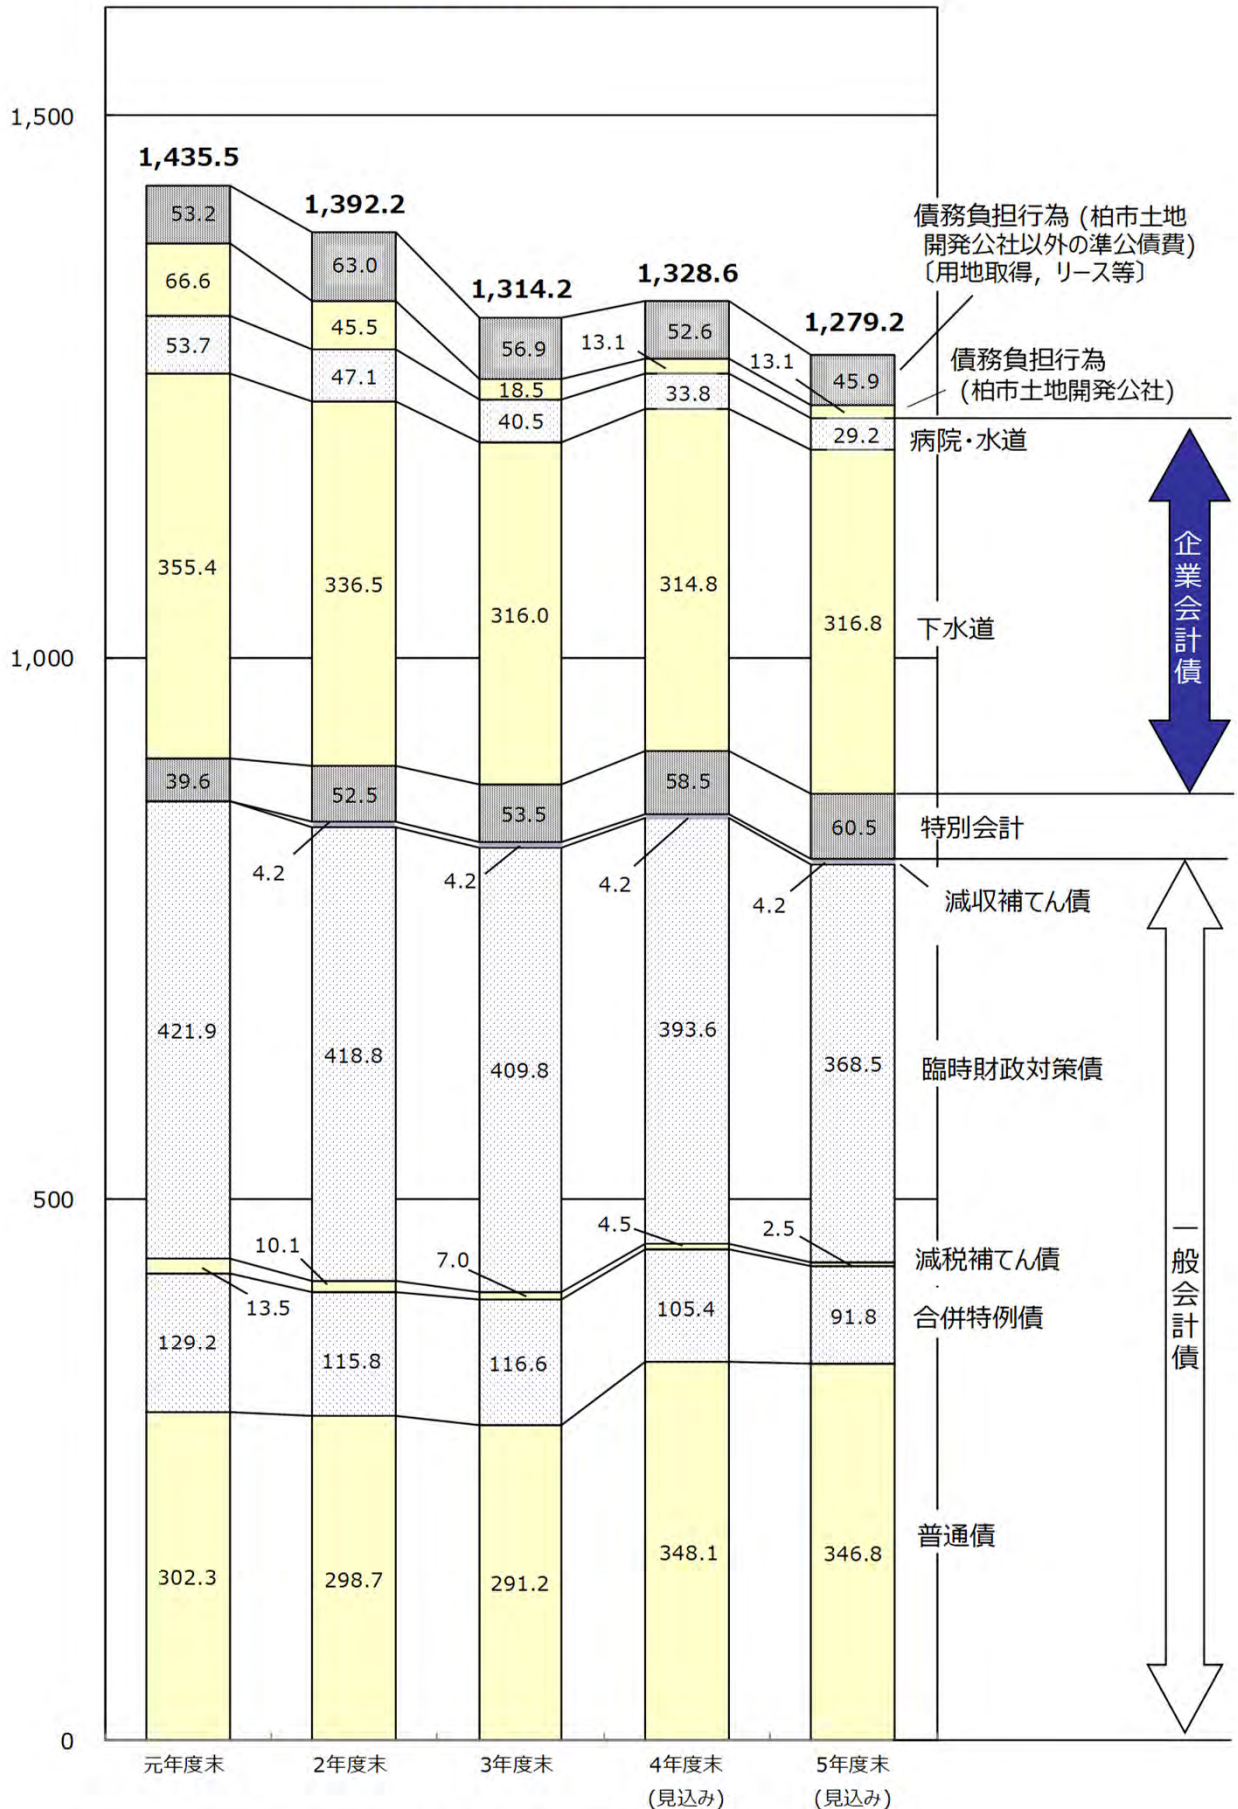 1,500
1,000
500
0
1,435.5
53.2
66.6
53.7
355.4
39.6
421.9
13.5
129.2
302.3
元年度末
1,392.2
63.0
45.5
47.1
336.5
52.5
4.2
418.8
10.1
115.8
298.7
2年度末
1,314.2
56.9
18.5
40.5
316.0
53.5
4.2
409.8
7.0
116.6
291.2
3年度末
1,328.6
52.6
13.1
33.8
314.8
58.5
4.2
393.6
4.5
105.4
348.1
4年度末
(見込み)
1,279.2
45.9
13.1
29.2
316.8
60.5
4.2
368.5
2.5
91.8
346.8
5年度末
(見込み)
債務負担行為 (柏市土地
開発公社以外の準公債費)
〔用地取得, リース等〕
債務負担行為
(柏市土地開発公社)
病院・水道
下水道
特別会計
減収補てん債
臨時財政対策債
減税補てん債
合併特例債
普通債
企業会計債
一般会計債